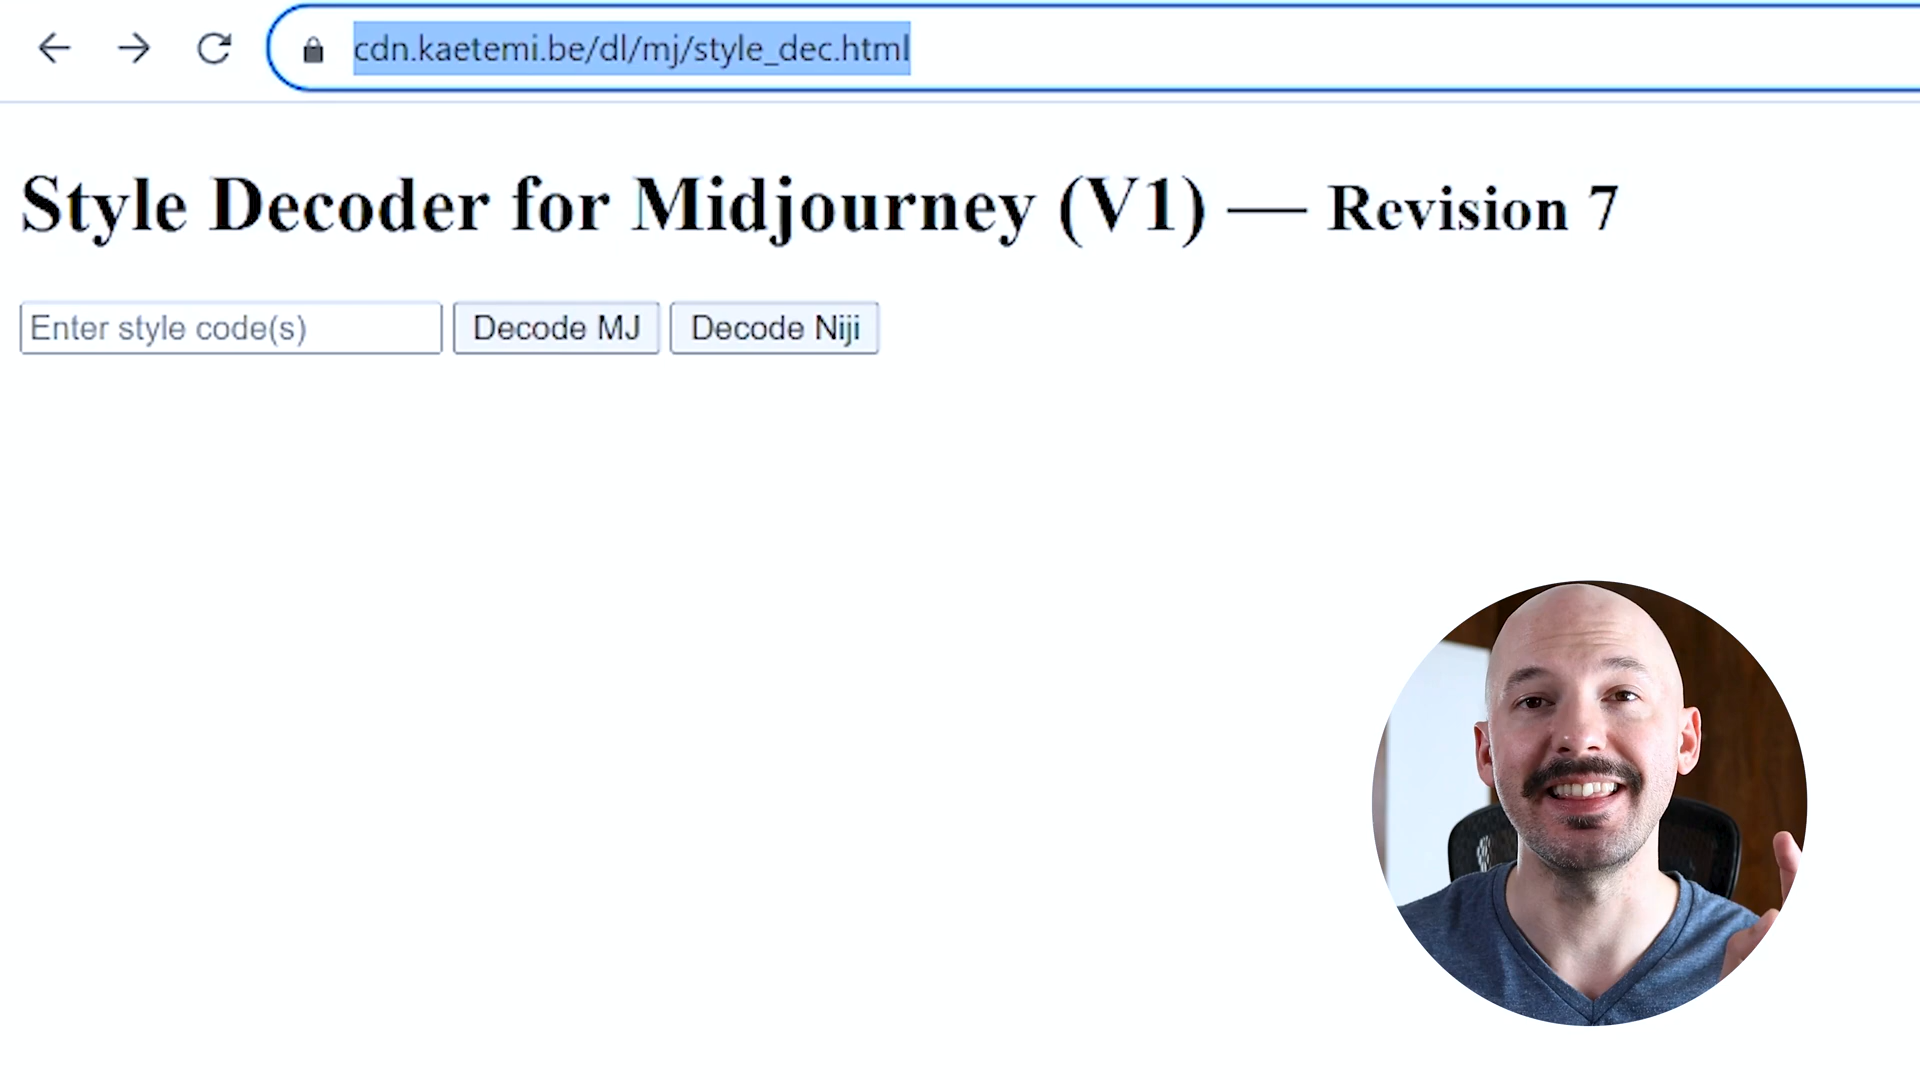 cdn.kaetemi.be/dl/mj/style_dec.html
Style Decoder for Midjourney (V1) — Revision 7
Enter style code(s) Decode MJ Decode Niji